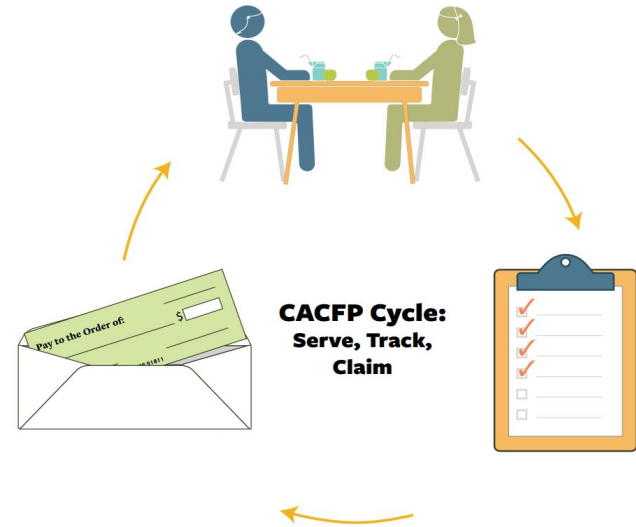 CACFP Cycle:
Serve, Track,
Claim
Pay to the Order of:
$